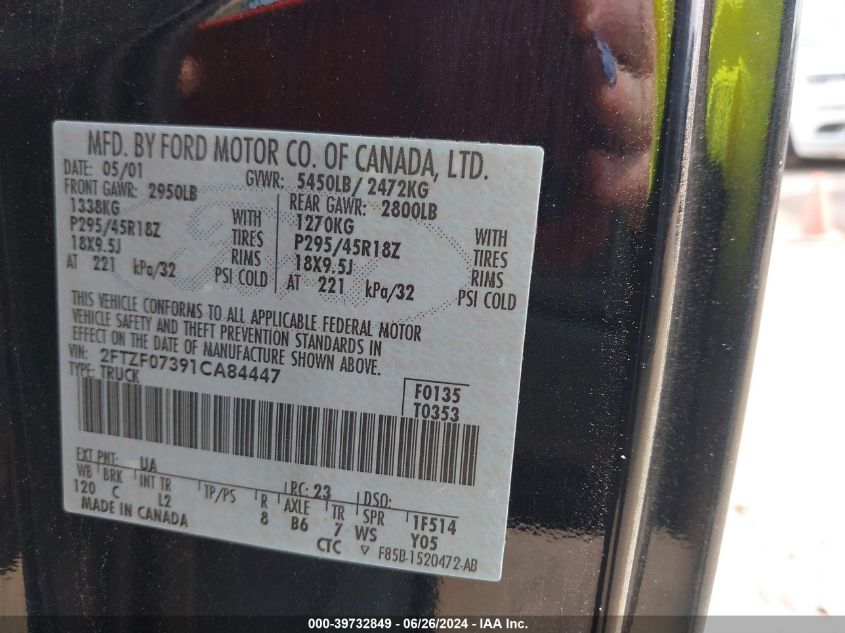 MFD. BY FORD MOTOR CO. OF CANADA, LTD.
DATE: 05/01 GVWR: 5450LB/ 2472KG
FRONT GAWR: 2950LB REAR GAWR: 2800LB
1338KG WITH 1270KG WITH
P295/45R18Z TIRES P295/45R18Z TIRES
18X9.5J RIMS 18X9.5J RIMS
AT 221 kPa/32 PSI COLD AT 221 kPa/32 PSI COLD
THIS VEHICLE CONFORMS TO ALL APPLICABLE FEDERAL MOTOR
VEHICLE SAFETY AND THEFT PREVENTION STANDARDS IN
EFFECT ON THE DATE OF MANUFACTURE SHOWN ABOVE.
VIN: 2FTZF07391CA84447
TYPE: TRUCK
F0135
T0353
EXT PNT: UA RC: 23 DSO:
WB BRK INT TR TP/PS R AXLE TR SPR 1F514
120 C L2 8 B6 7 WS Y05
MADE IN CANADA CTC ▽ F85B-1520472-AB
000-39732849 - 06/26/2024 - IAA Inc.